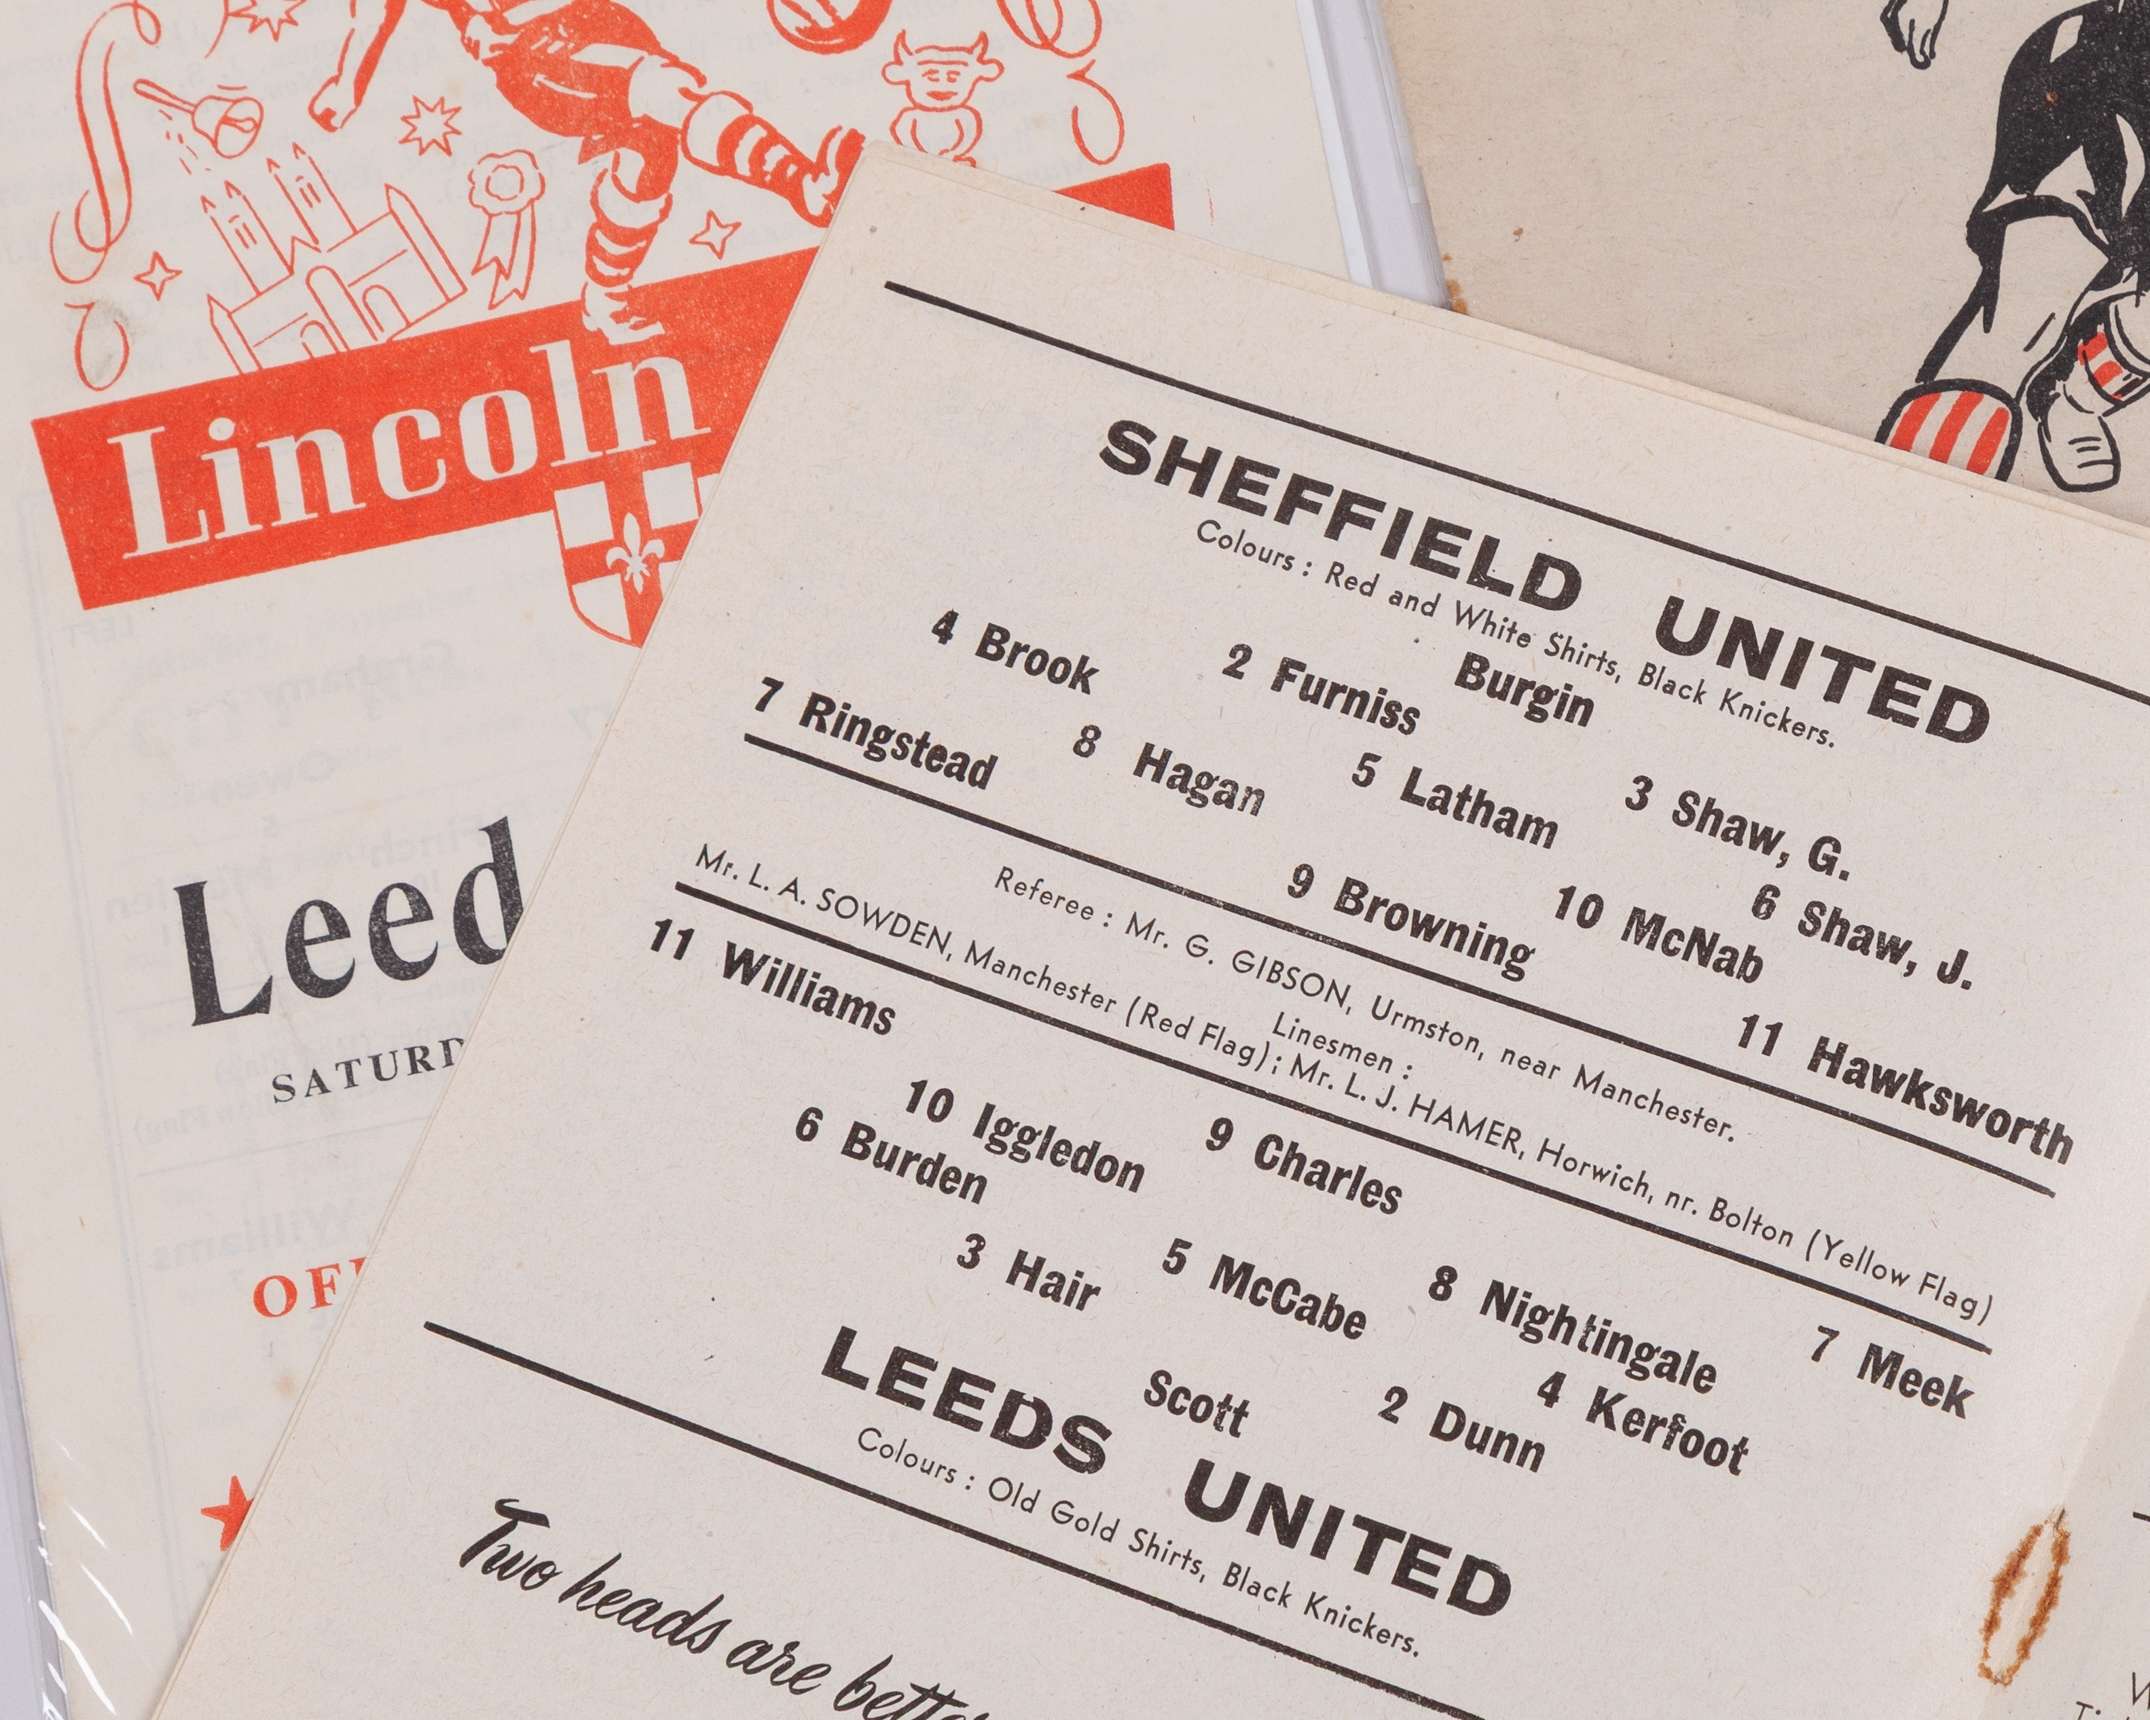 Lincoln
Leed
SATURD
OF
SHEFFIELD UNITED
Colours : Red and White Shirts, Black Knickers.
Burgin
2 Furniss 3 Shaw, G.
4 Brook 5 Latham 6 Shaw, J.
7 Ringstead 8 Hagan 9 Browning 10 McNab 11 Hawksworth
Referee : Mr. G. GIBSON, Urmston, near Manchester.
Linesmen :
Mr. L. A. SOWDEN, Manchester (Red Flag) ; Mr. L. J. HAMER, Horwich, nr. Bolton (Yellow Flag)
11 Williams 10 Iggledon 9 Charles 8 Nightingale 7 Meek
6 Burden 5 McCabe 4 Kerfoot
3 Hair 2 Dunn
Scott
LEEDS UNITED
Colours : Old Gold Shirts, Black Knickers.
Two heads are bette